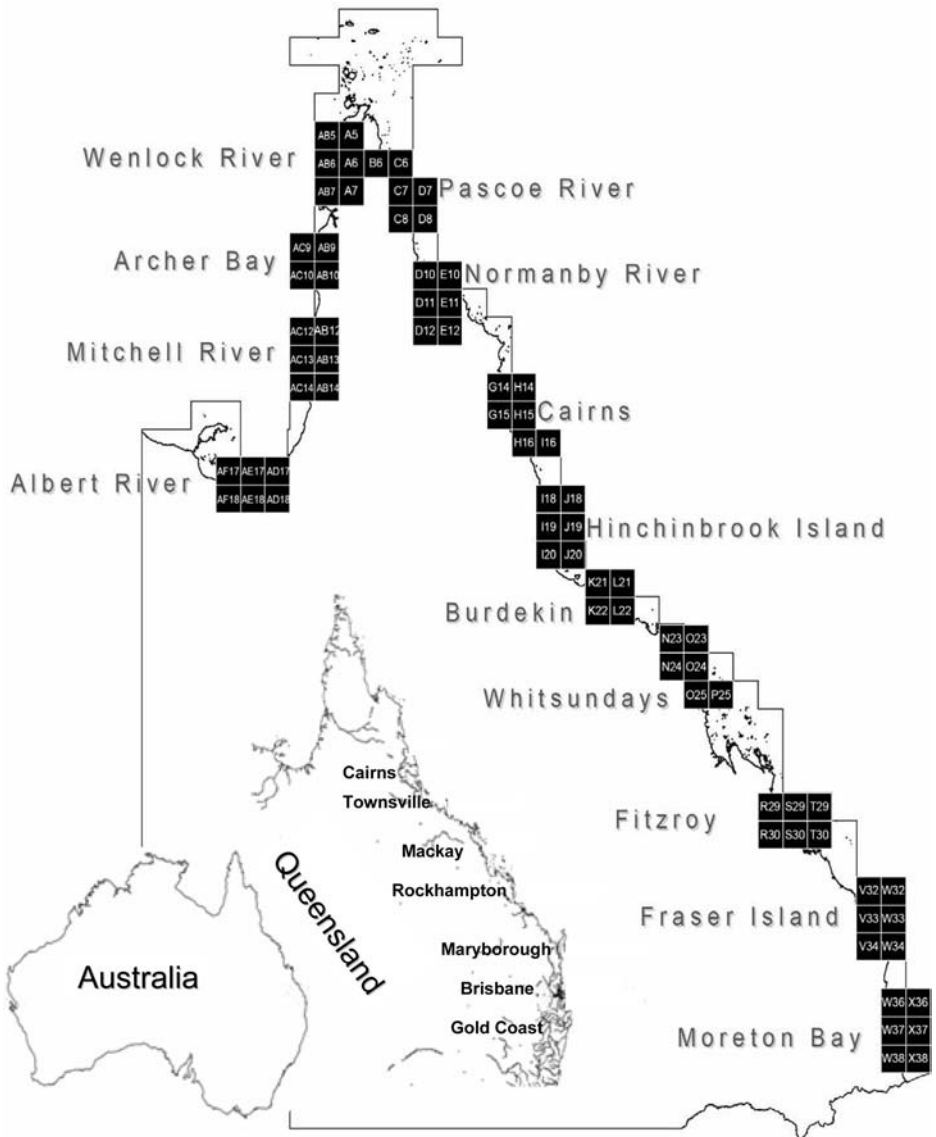 AB5 A5
Wenlock River AB6 A6 B6 C6
AB7 A7 C7 D7 Pascoe River
C8 D8
Archer Bay AC9 AB9
AC10 AB10 D10 E10 Normanby River
D11 E11
Mitchell River AC12 AB12 D12 E12
AC13 AB13
AC14 AB14 G14 H14
G15 H15 Cairns
H16 I16
Albert River AF17 AE17 AD17
AF18 AE18 AD18 I18 J18
I19 J19 Hinchinbrook Island
I20 J20
Burdekin K21 L21
K22 L22
N23 O23
N24 O24
Whitsundays O25 P25
Cairns
Townsville
Fitzroy R29 S29 T29
R30 S30 T30
Mackay
Queensland
Rockhampton
V32 W32
Fraser Island V33 W33
V34 W34
Maryborough
Australia
Brisbane
W36 X36
Gold Coast
Moreton Bay W37 X37
W38 X38